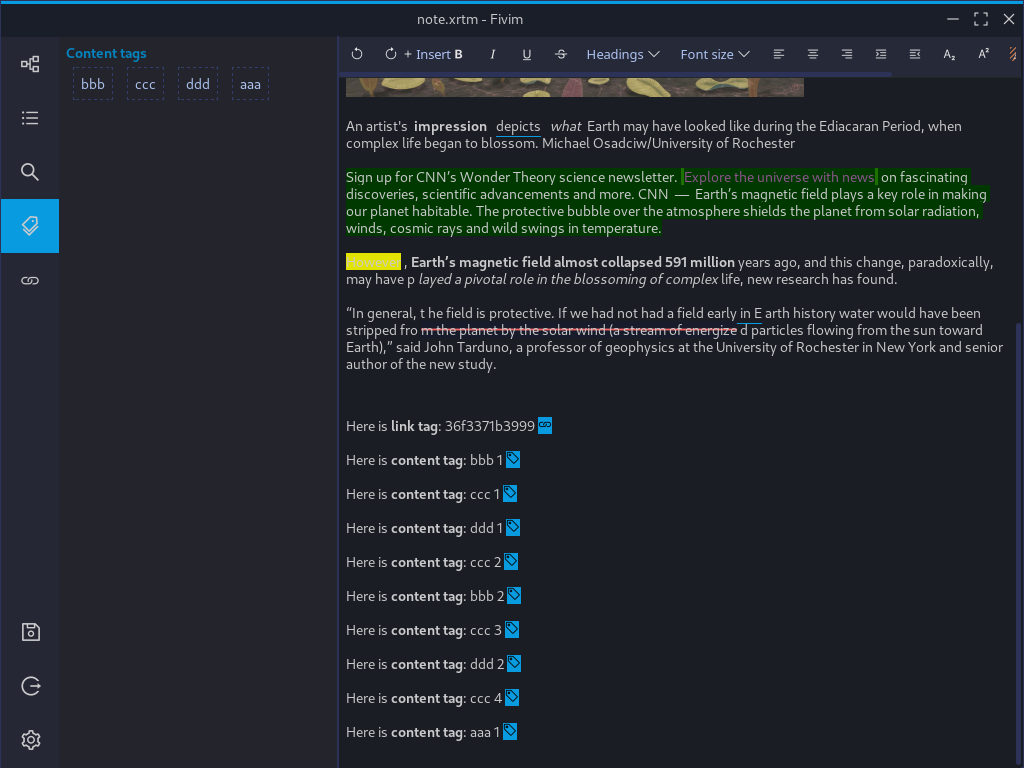 note.xrtm - Fivim
Content tags
bbb ccc ddd aaa
+ Insert B I U S Headings Font size A₂ A²
An artist's impression depicts what Earth may have looked like during the Ediacaran Period, when
complex life began to blossom. Michael Osadciw/University of Rochester
Sign up for CNN’s Wonder Theory science newsletter. Explore the universe with news on fascinating
discoveries, scientific advancements and more. CNN — Earth’s magnetic field plays a key role in making
our planet habitable. The protective bubble over the atmosphere shields the planet from solar radiation,
winds, cosmic rays and wild swings in temperature.
However , Earth’s magnetic field almost collapsed 591 million years ago, and this change, paradoxically,
may have p layed a pivotal role in the blossoming of complex life, new research has found.
“In general, t he field is protective. If we had not had a field early in E arth history water would have been
stripped fro m the planet by the solar wind (a stream of energize d particles flowing from the sun toward
Earth),” said John Tarduno, a professor of geophysics at the University of Rochester in New York and senior
author of the new study.
Here is link tag: 36f3371b3999
Here is content tag: bbb 1
Here is content tag: ccc 1
Here is content tag: ddd 1
Here is content tag: ccc 2
Here is content tag: bbb 2
Here is content tag: ccc 3
Here is content tag: ddd 2
Here is content tag: ccc 4
Here is content tag: aaa 1